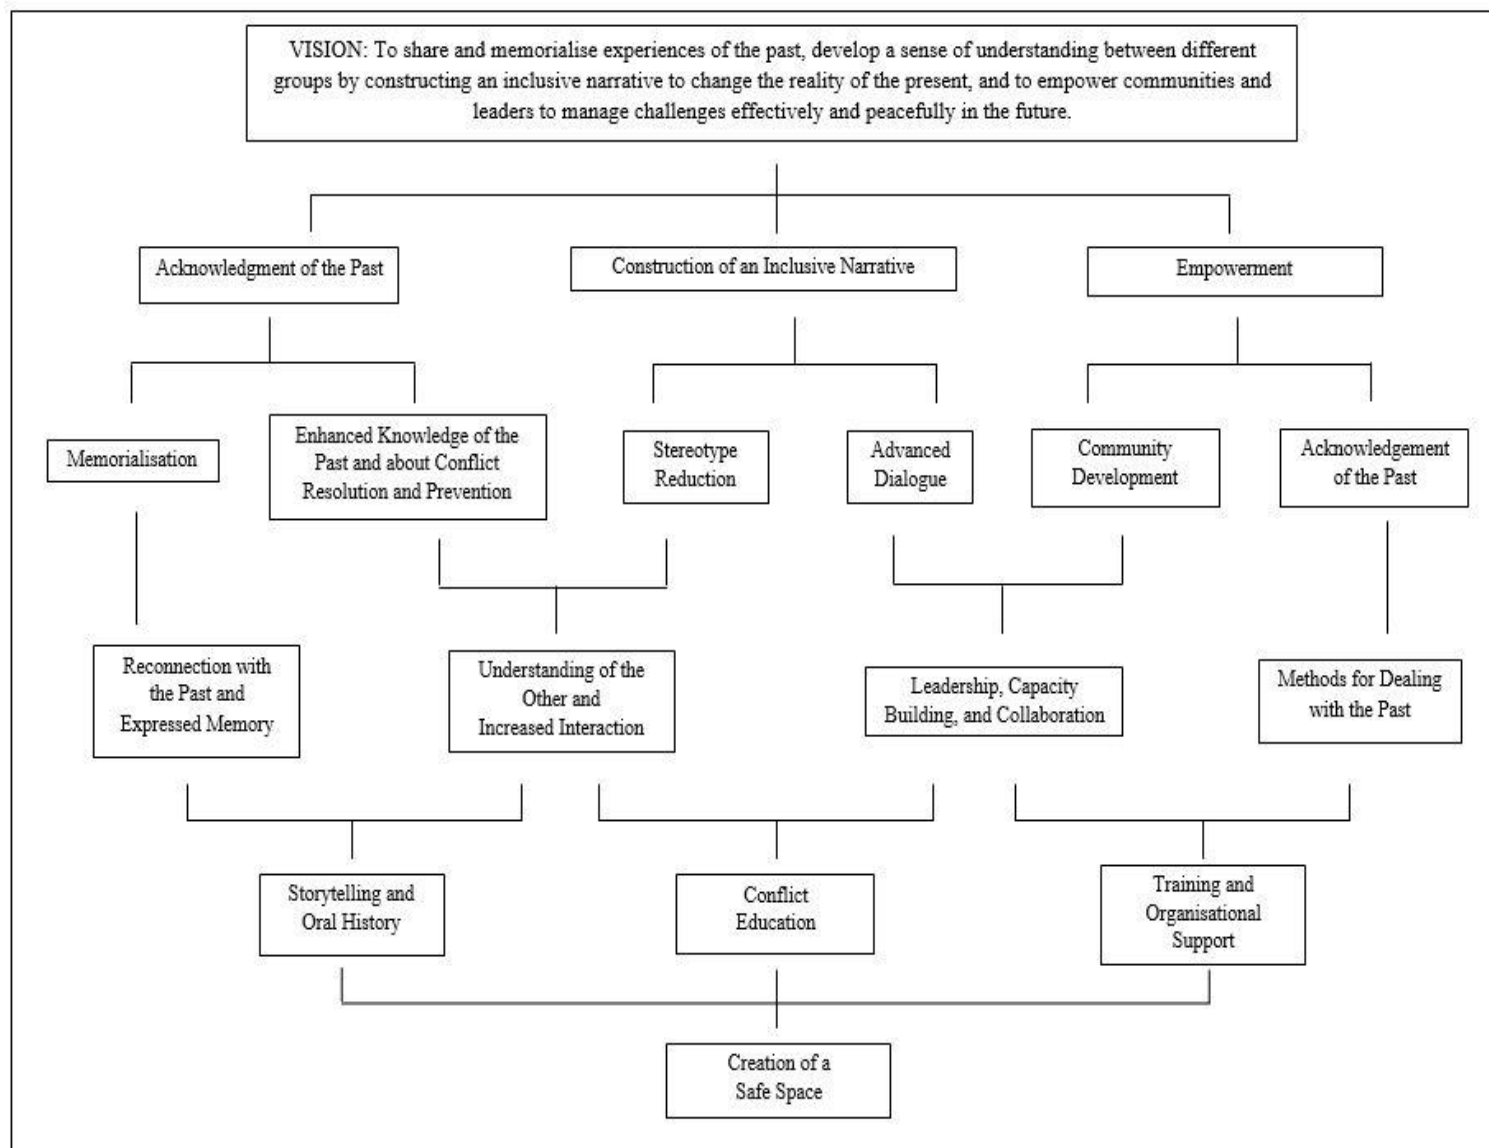 VISION: To share and memorialise experiences of the past, develop a sense of understanding between different
groups by constructing an inclusive narrative to change the reality of the present, and to empower communities and
leaders to manage challenges effectively and peacefully in the future.
Acknowledgment of the Past
Construction of an Inclusive Narrative
Empowerment
Memorialisation
Enhanced Knowledge of the
Past and about Conflict
Resolution and Prevention
Stereotype
Reduction
Advanced
Dialogue
Community
Development
Acknowledgement
of the Past
Reconnection with
the Past and
Expressed Memory
Understanding of the
Other and
Increased Interaction
Leadership, Capacity
Building, and Collaboration
Methods for Dealing
with the Past
Storytelling and
Oral History
Conflict
Education
Training and
Organisational
Support
Creation of a
Safe Space